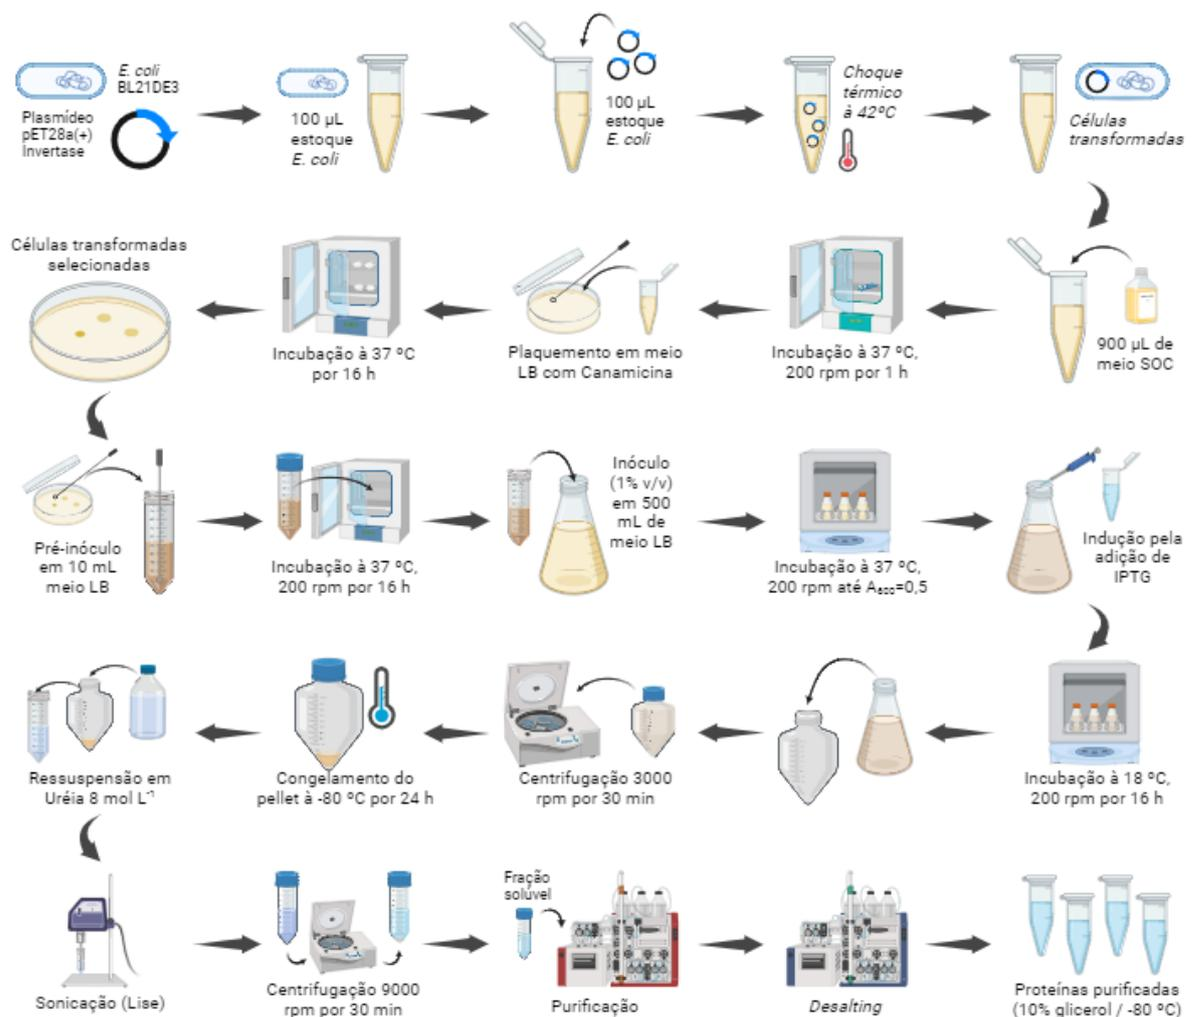 E. coli
BL21DE3
Plasmídeo
pET28a(+)
Invertase
100 µL
estoque
E. coli
100 µL
estoque
E. coli
Choque
térmico
à 42ºC
Células
transformadas
900 µL de
meio SOC
Incubação à 37 ºC,
200 rpm por 1 h
Plaquemento em meio
LB com Canamicina
Incubação à 37 ºC
por 16 h
Células transformadas
selecionadas
Pré-inóculo
em 10 mL
meio LB
Incubação à 37 ºC,
200 rpm por 16 h
Inóculo
(1% v/v)
em 500
mL de
meio LB
Incubação à 37 ºC,
200 rpm até A₆₀₀=0,5
Indução pela
adição de
IPTG
Incubação à 18 ºC,
200 rpm por 16 h
Centrifugação 3000
rpm por 30 min
Congelamento do
pellet à -80 ºC por 24 h
Ressuspensão em
Uréia 8 mol L⁻¹
Sonicação (Lise)
Centrifugação 9000
rpm por 30 min
Fração
solúvel
Purificação
Desalting
Proteínas purificadas
(10% glicerol / -80 ºC)